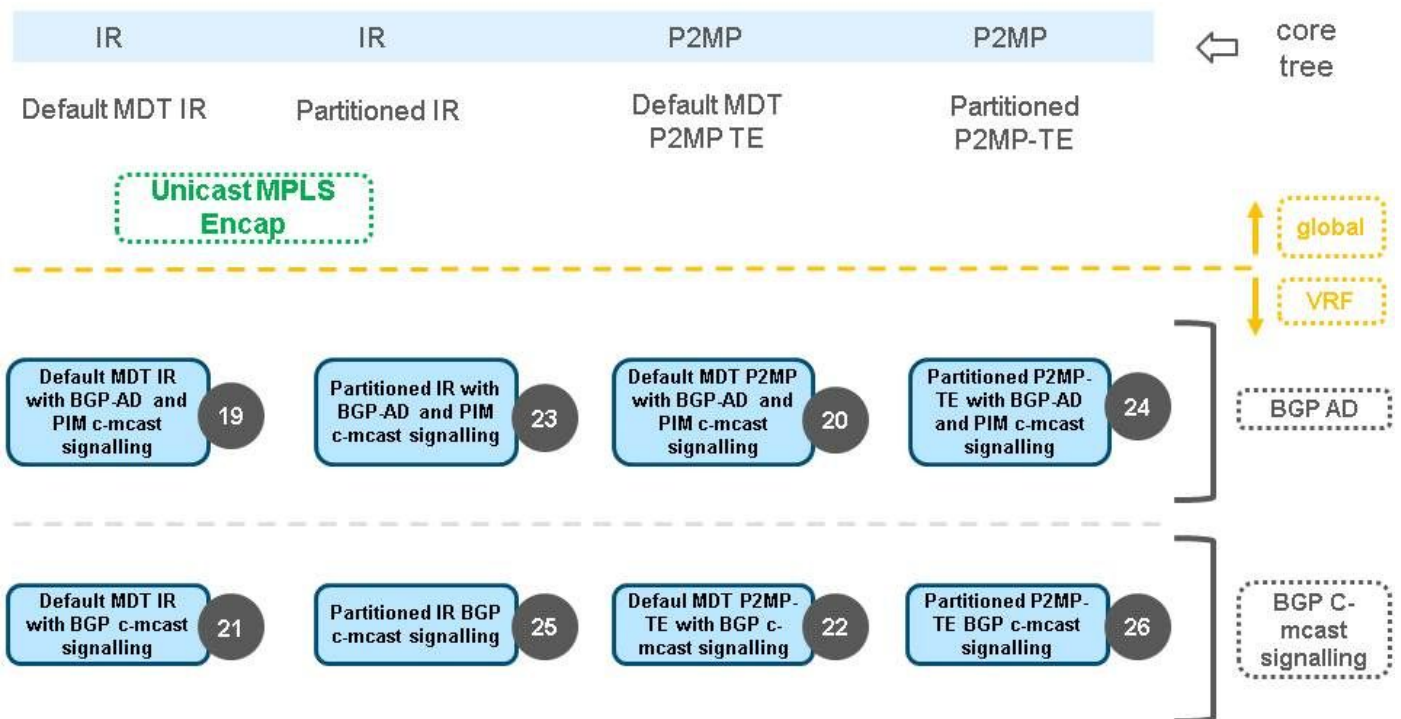 IR
IR
P2MP
P2MP
core
tree
Default MDT IR
Partitioned IR
Default MDT
P2MP TE
Partitioned
P2MP-TE
Unicast MPLS
Encap
global
VRF
Default MDT IR
with BGP-AD and
PIM c-mcast
signalling
19
Partitioned IR with
BGP-AD and PIM
c-mcast signalling
23
Default MDT P2MP
with BGP-AD and
PIM c-mcast
signalling
20
Partitioned P2MP-
TE with BGP-AD
and PIM c-mcast
signalling
24
BGP AD
Default MDT IR
with BGP c-mcast
signalling
21
Partitioned IR BGP
c-mcast signalling
25
Defaul MDT P2MP-
TE with BGP c-
mcast signalling
22
Partitioned P2MP-
TE BGP c-mcast
signalling
26
BGP C-
mcast
signalling